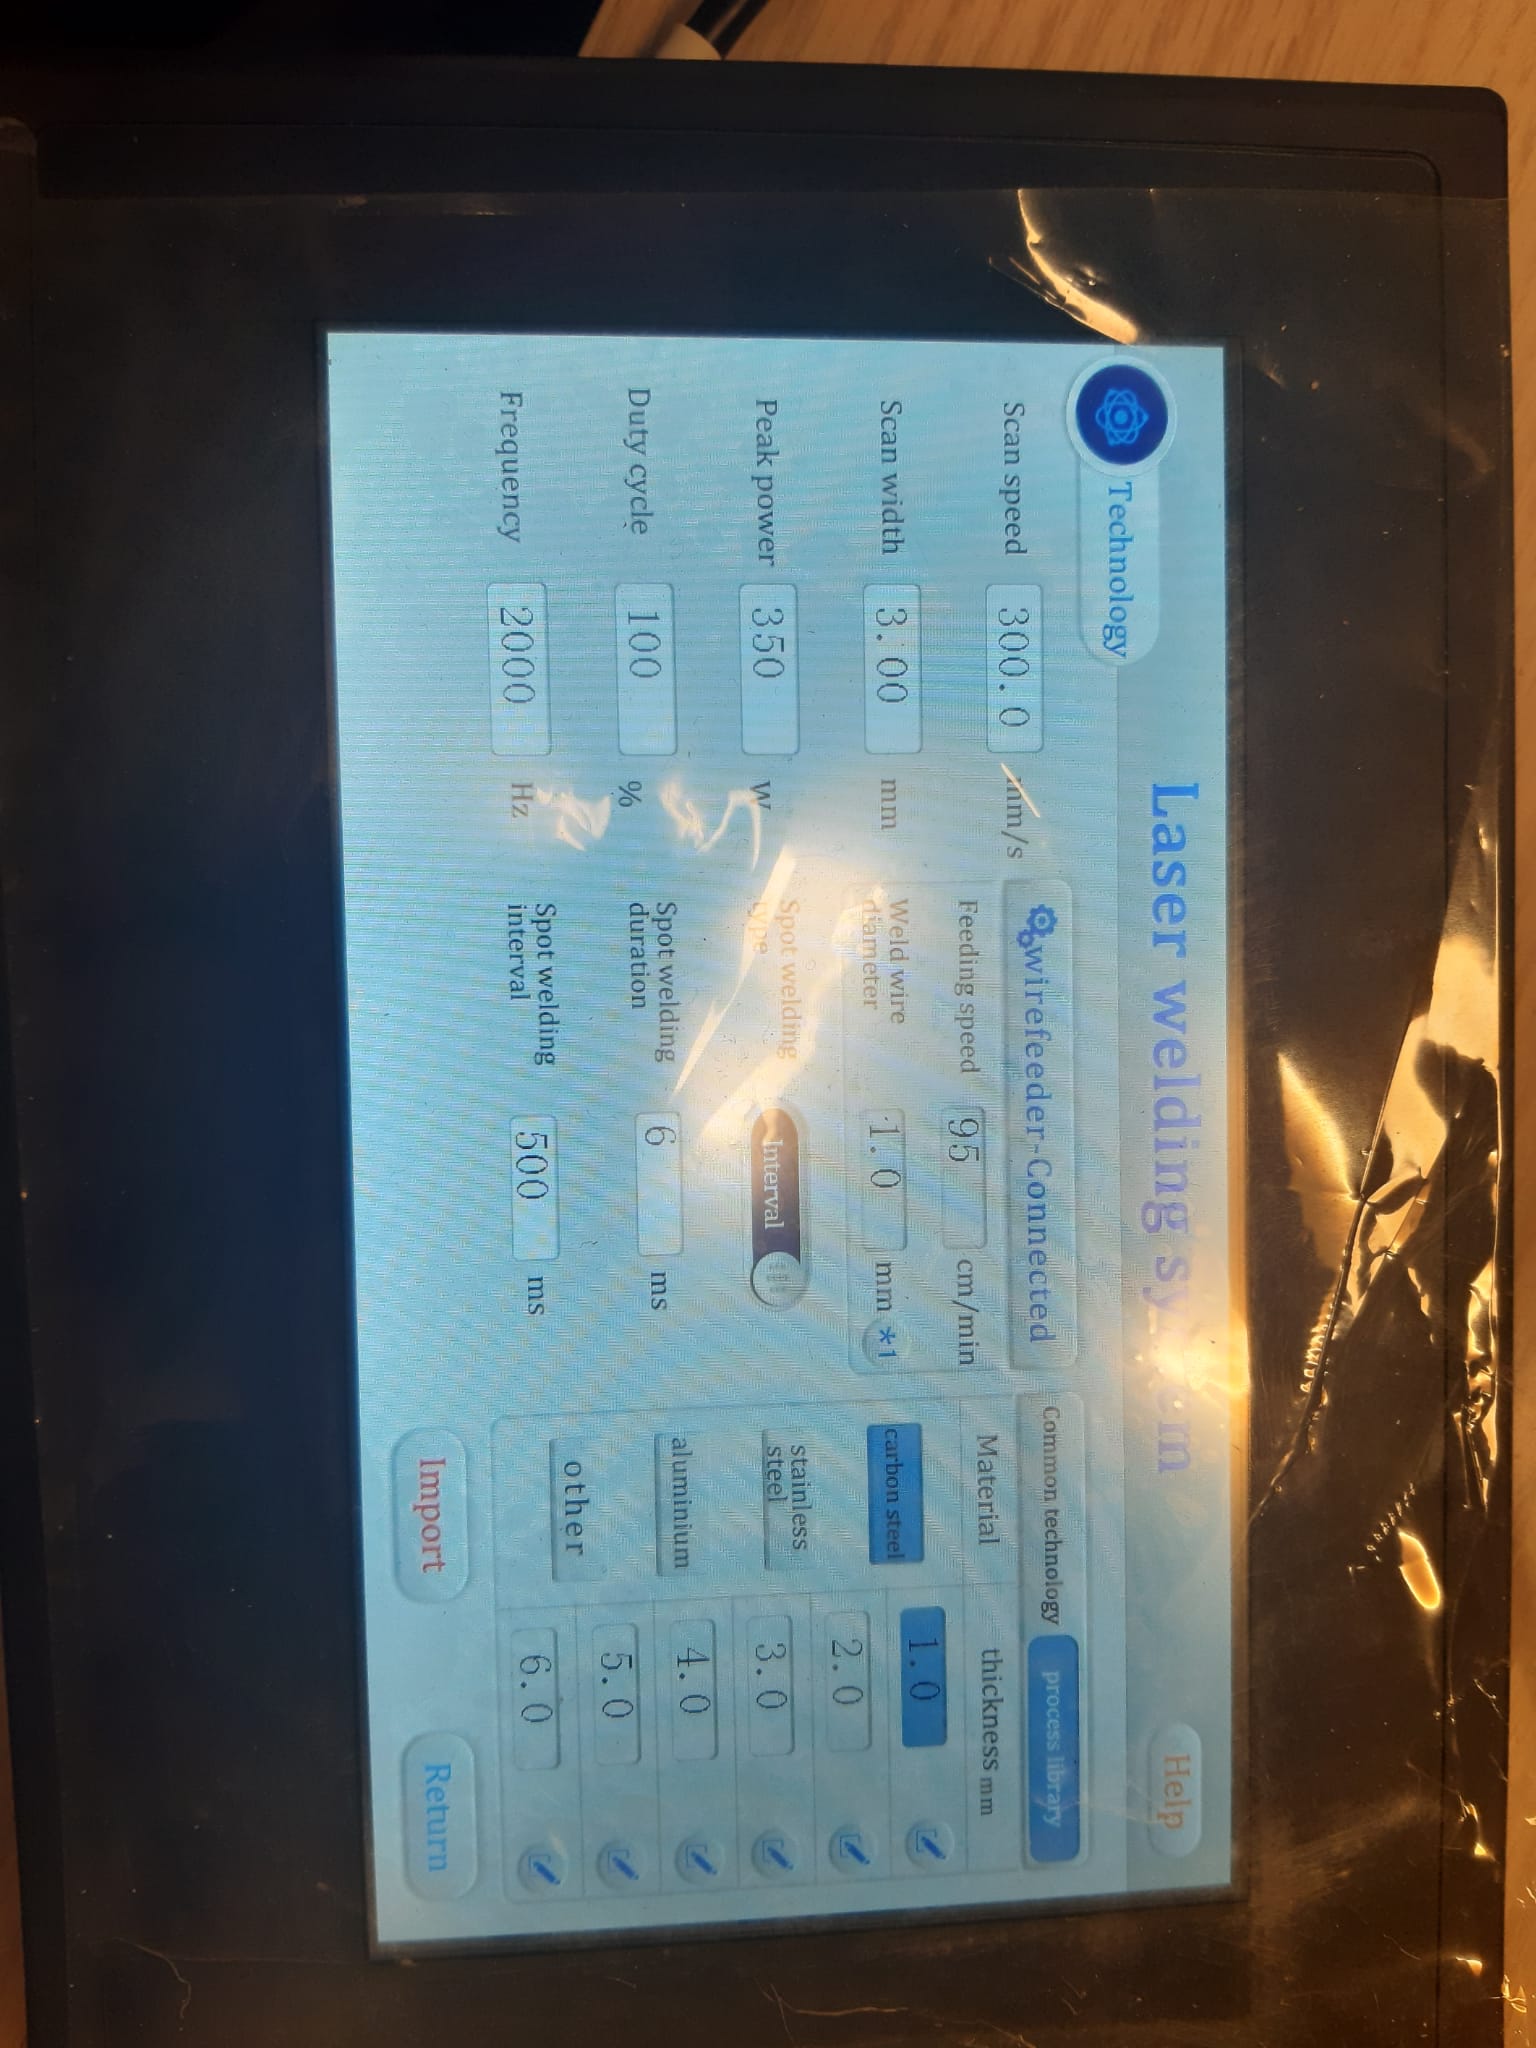 Laser welding sy em
Help
Technology
Scan speed 300.0 mm/s
Scan width 3.00 mm
Peak power 350 W
Duty cycle 100 %
Frequency 2000 Hz
wirefeeder-Connected
Feeding speed 95 cm/min
Weld wire
diameter 1.0 mm *1
Spot welding
type Interval
Spot welding
duration 6 ms
Spot welding
interval 500 ms
Common technology process library
Material thickness mm
carbon steel
stainless
steel
aluminium
other
1.0
2.0
3.0
4.0
5.0
6.0
Import Return